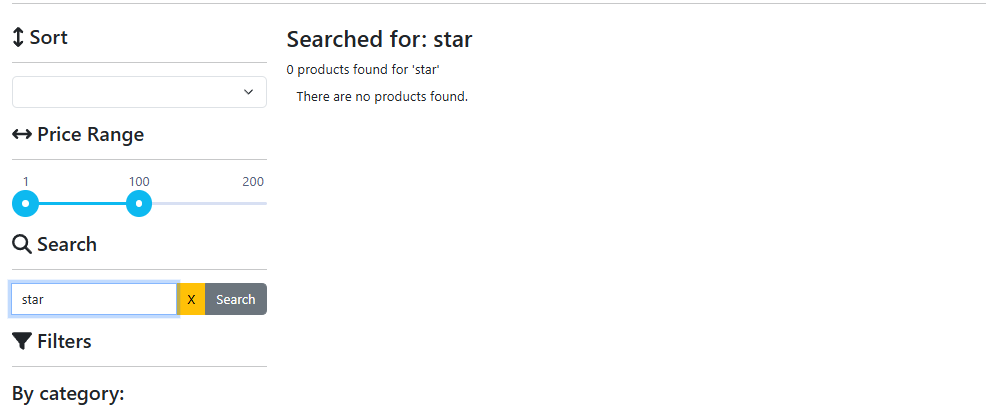 Sort
Price Range
1 100 200
Search
star X Search
Filters
By category:
Searched for: star
0 products found for 'star'
There are no products found.